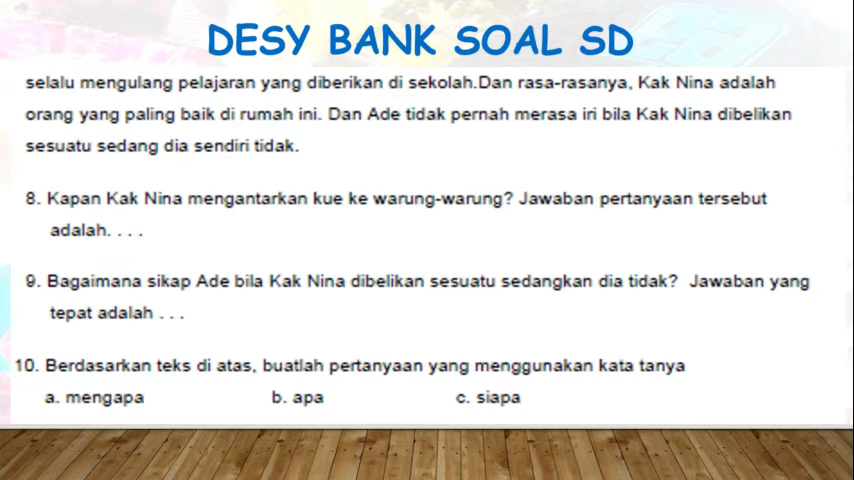 DESY BANK SOAL SD
selalu mengulang pelajaran yang diberikan di sekolah.Dan rasa-rasanya, Kak Nina adalah
orang yang paling baik di rumah ini. Dan Ade tidak pernah merasa iri bila Kak Nina dibelikan
sesuatu sedang dia sendiri tidak.
8. Kapan Kak Nina mengantarkan kue ke warung-warung? Jawaban pertanyaan tersebut
adalah. . . .
9. Bagaimana sikap Ade bila Kak Nina dibelikan sesuatu sedangkan dia tidak? Jawaban yang
tepat adalah . . .
10. Berdasarkan teks di atas, buatlah pertanyaan yang menggunakan kata tanya
a. mengapa b. apa c. siapa